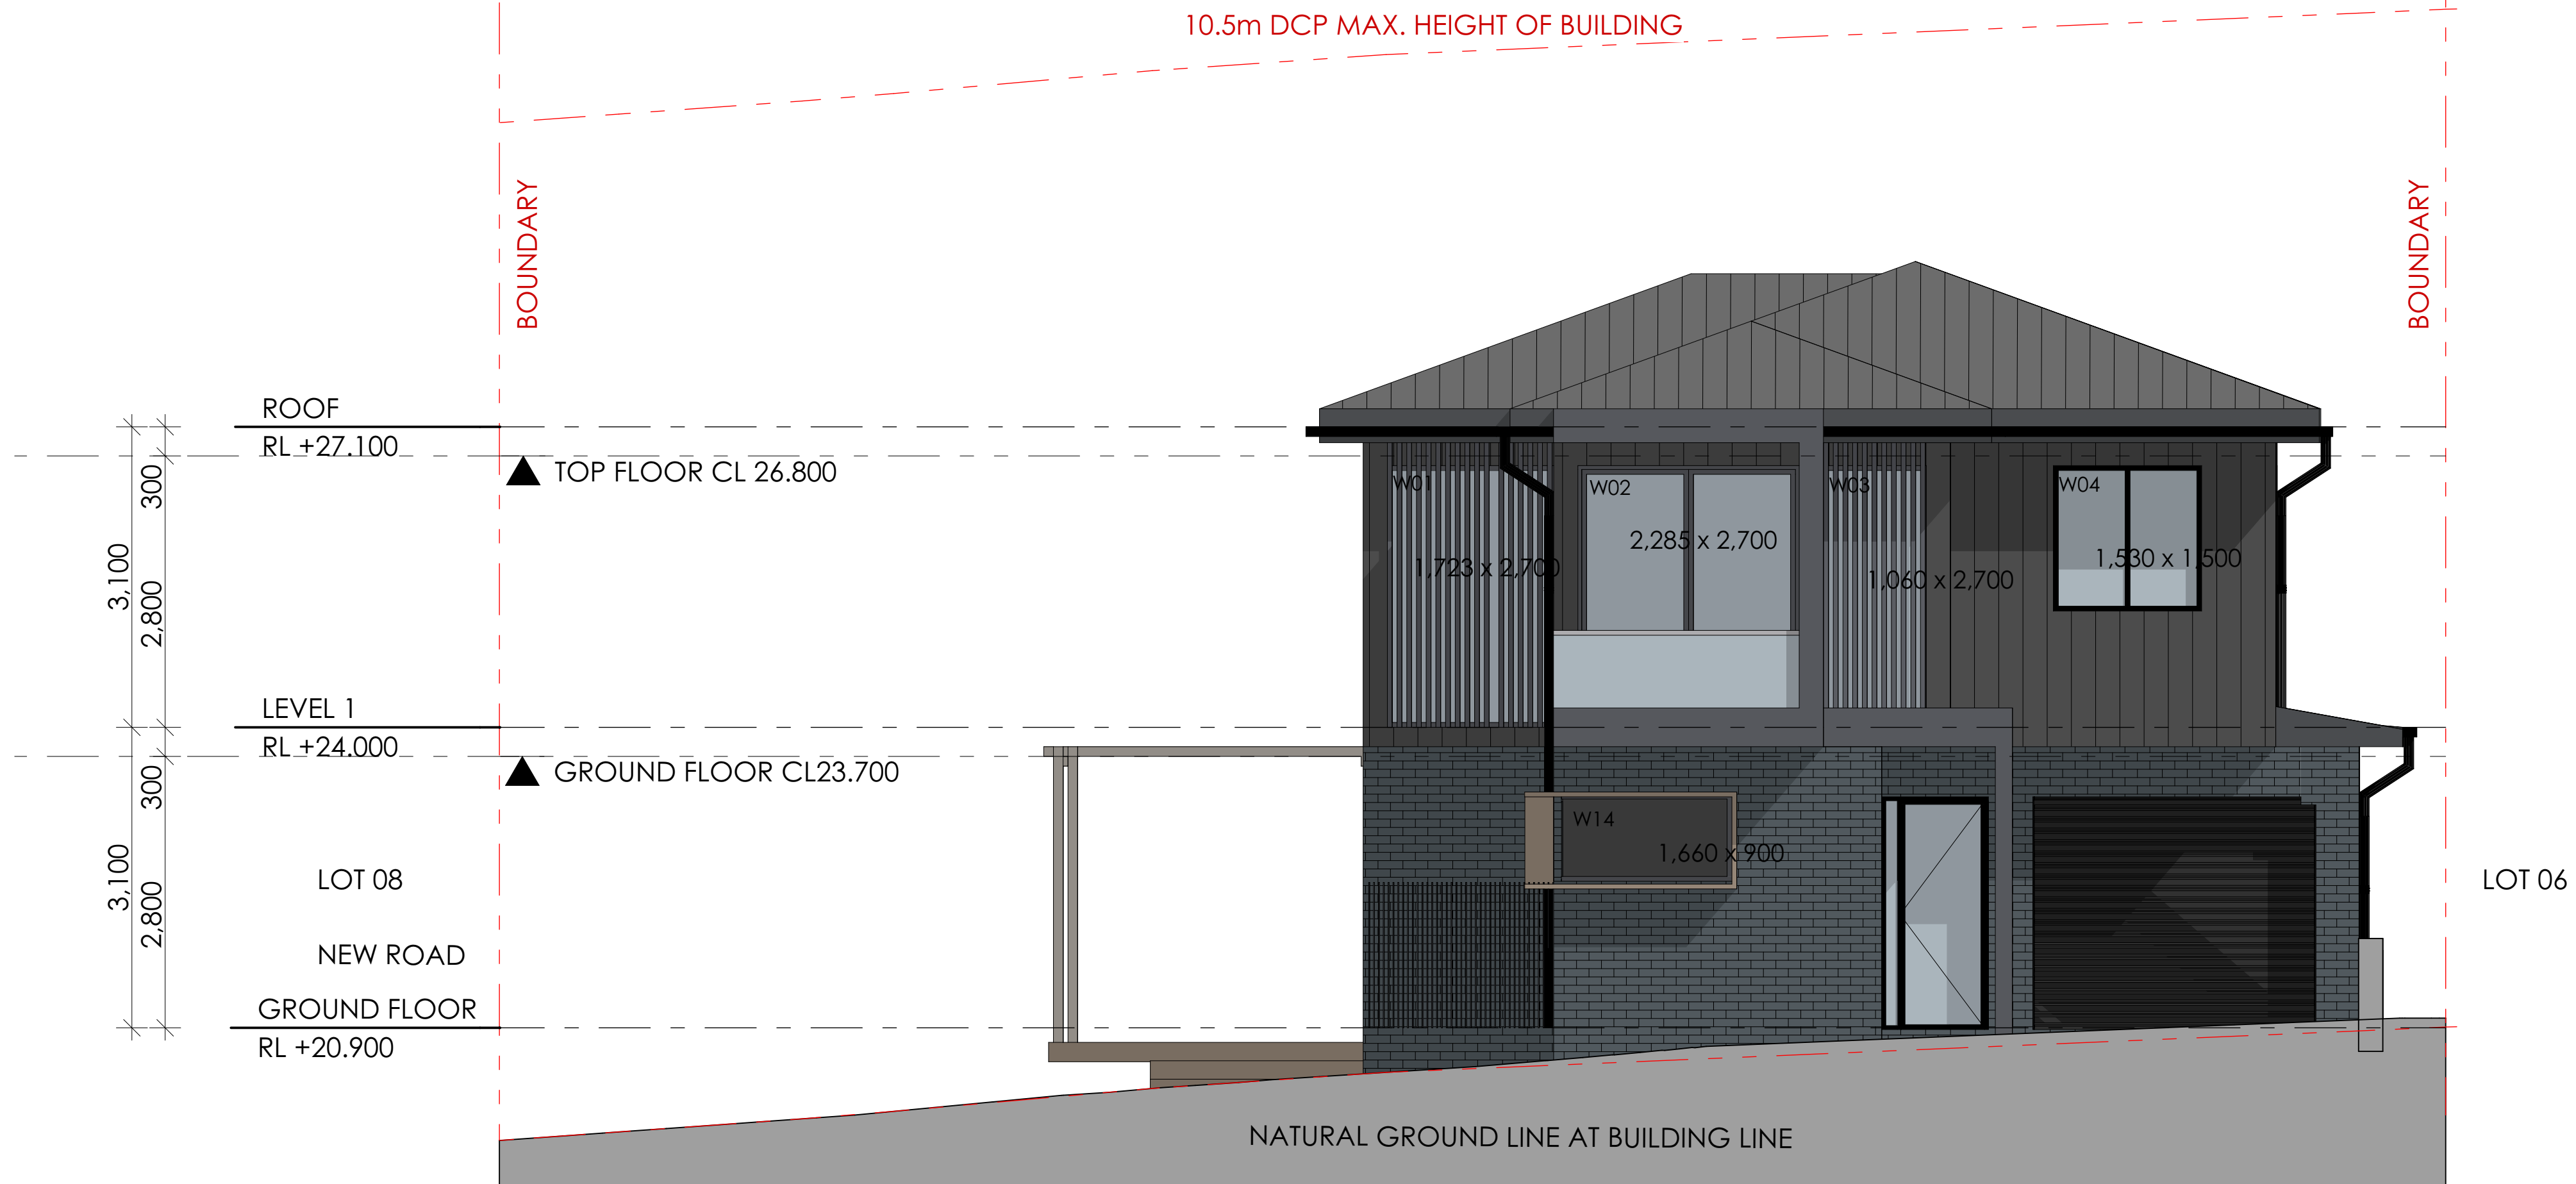 10.5m DCP MAX. HEIGHT OF BUILDING
BOUNDARY
BOUNDARY
ROOF
RL +27.100
TOP FLOOR CL 26.800
300
3,100
2,800
W01
W02
W03
W04
1,723 x 2,700
2,285 x 2,700
1,060 x 2,700
1,530 x 1,500
LEVEL 1
RL +24.000
GROUND FLOOR CL23.700
300
3,100
2,800
W14
1,660 x 900
LOT 08
LOT 06
NEW ROAD
GROUND FLOOR
RL +20.900
NATURAL GROUND LINE AT BUILDING LINE